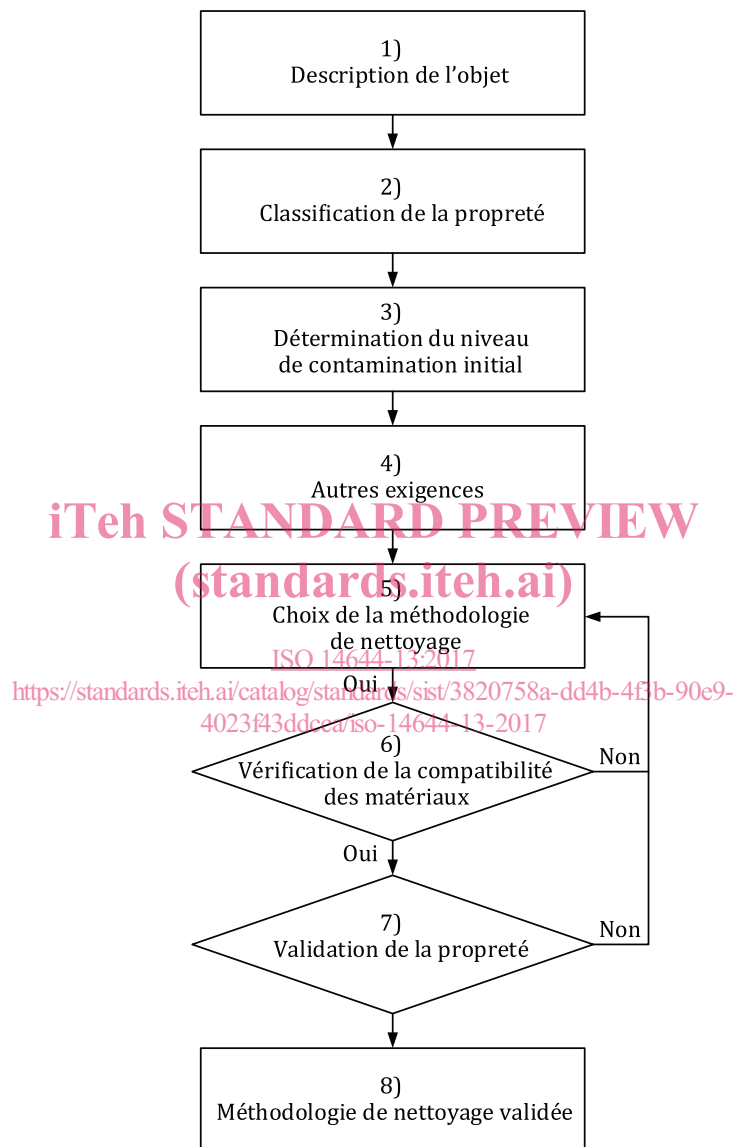 1)
Description de l’objet
2)
Classification de la propreté
3)
Détermination du niveau
de contamination initial
4)
Autres exigences
iTeh STANDARD PREVIEW
(standards.iteh.ai)
5)
Choix de la méthodologie
de nettoyage
ISO 14644-13:2017
Oui
https://standards.iteh.ai/catalog/standards/sist/3820758a-dd4b-4f3b-90e9-
4023f43ddcca/iso-14644-13-2017
6)
Vérification de la compatibilité
des matériaux
Non
Oui
7)
Validation de la propreté
Non
8)
Méthodologie de nettoyage validée